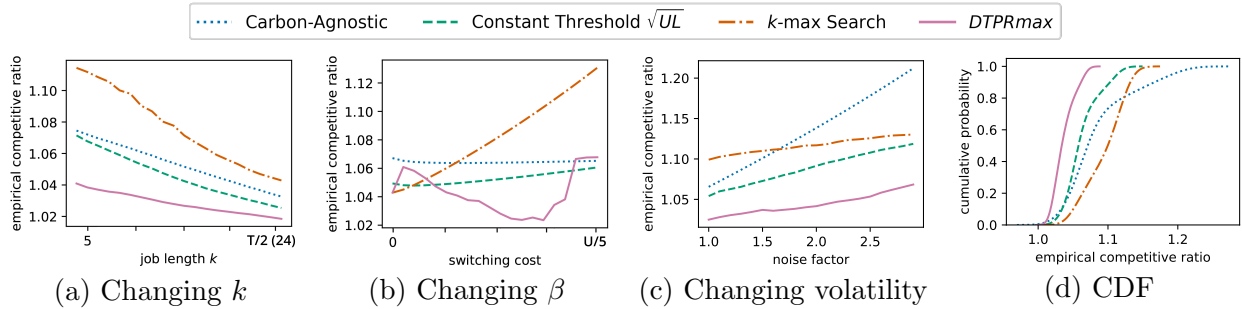 Carbon-Agnostic Constant Threshold √UL k-max Search DTPRmax
empirical competitive ratio
1.10
1.08
1.06
1.04
1.02
5
T/2 (24)
job length k
(a) Changing k
empirical competitive ratio
1.12
1.10
1.08
1.06
1.04
1.02
0
U/5
switching cost
(b) Changing β
empirical competitive ratio
1.20
1.15
1.10
1.05
1.0 1.5 2.0 2.5
noise factor
(c) Changing volatility
cumulative probability
1.0
0.8
0.6
0.4
0.2
0.0
1.0 1.1 1.2
empirical competitive ratio
(d) CDF